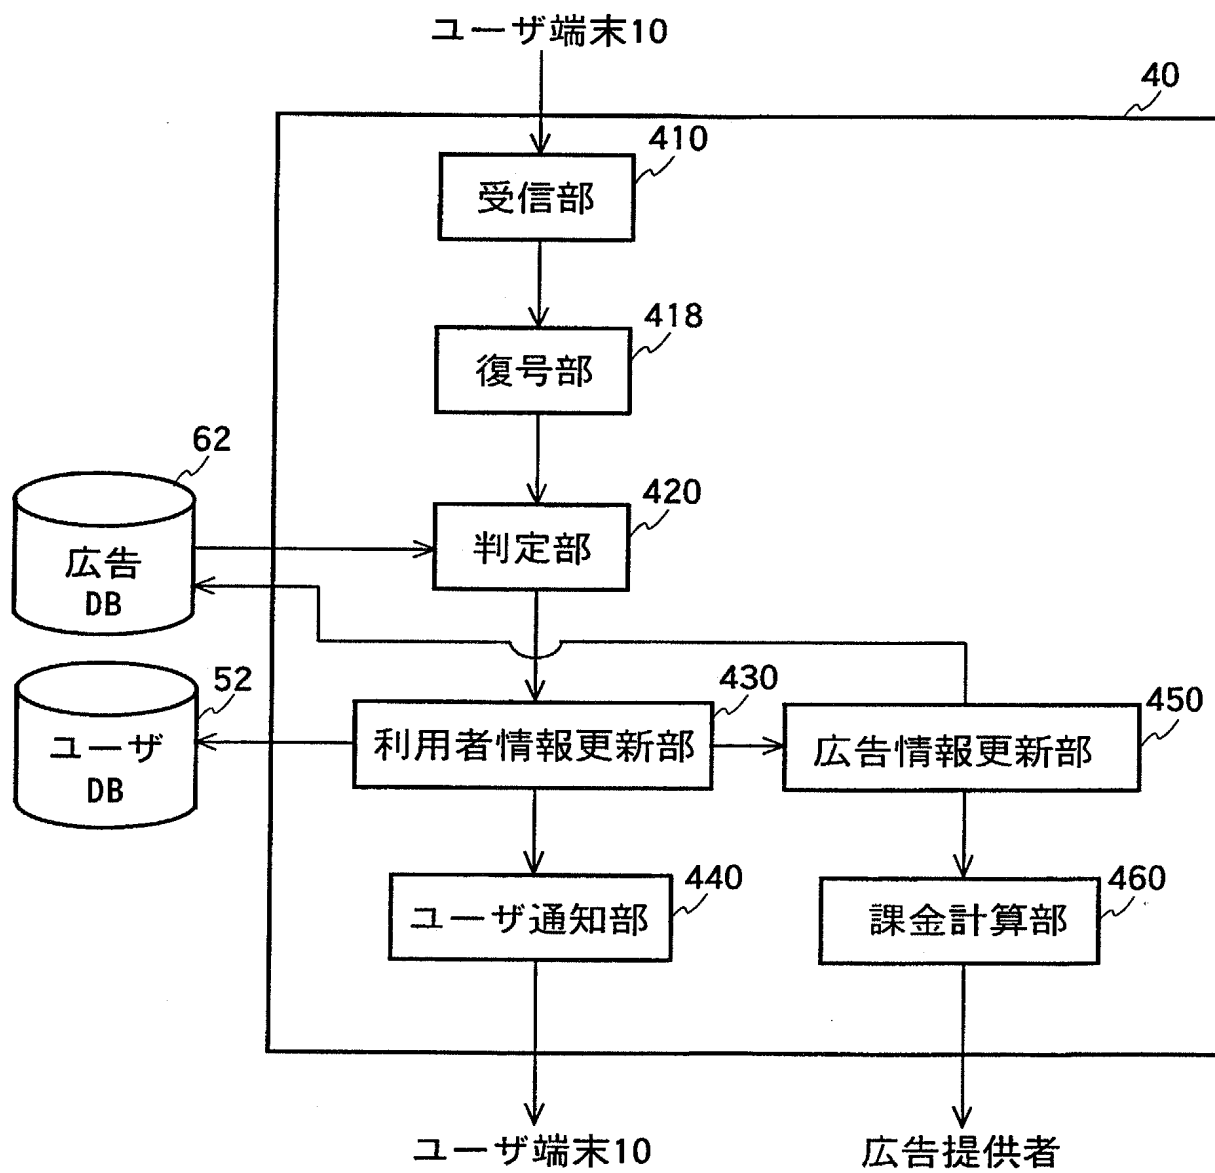 ユーザ端末10
40
410
受信部
418
復号部
62
420
広告
DB
判定部
52
430
450
ユーザ
DB
利用者情報更新部
広告情報更新部
440
460
ユーザ通知部
課金計算部
ユーザ端末10
広告提供者